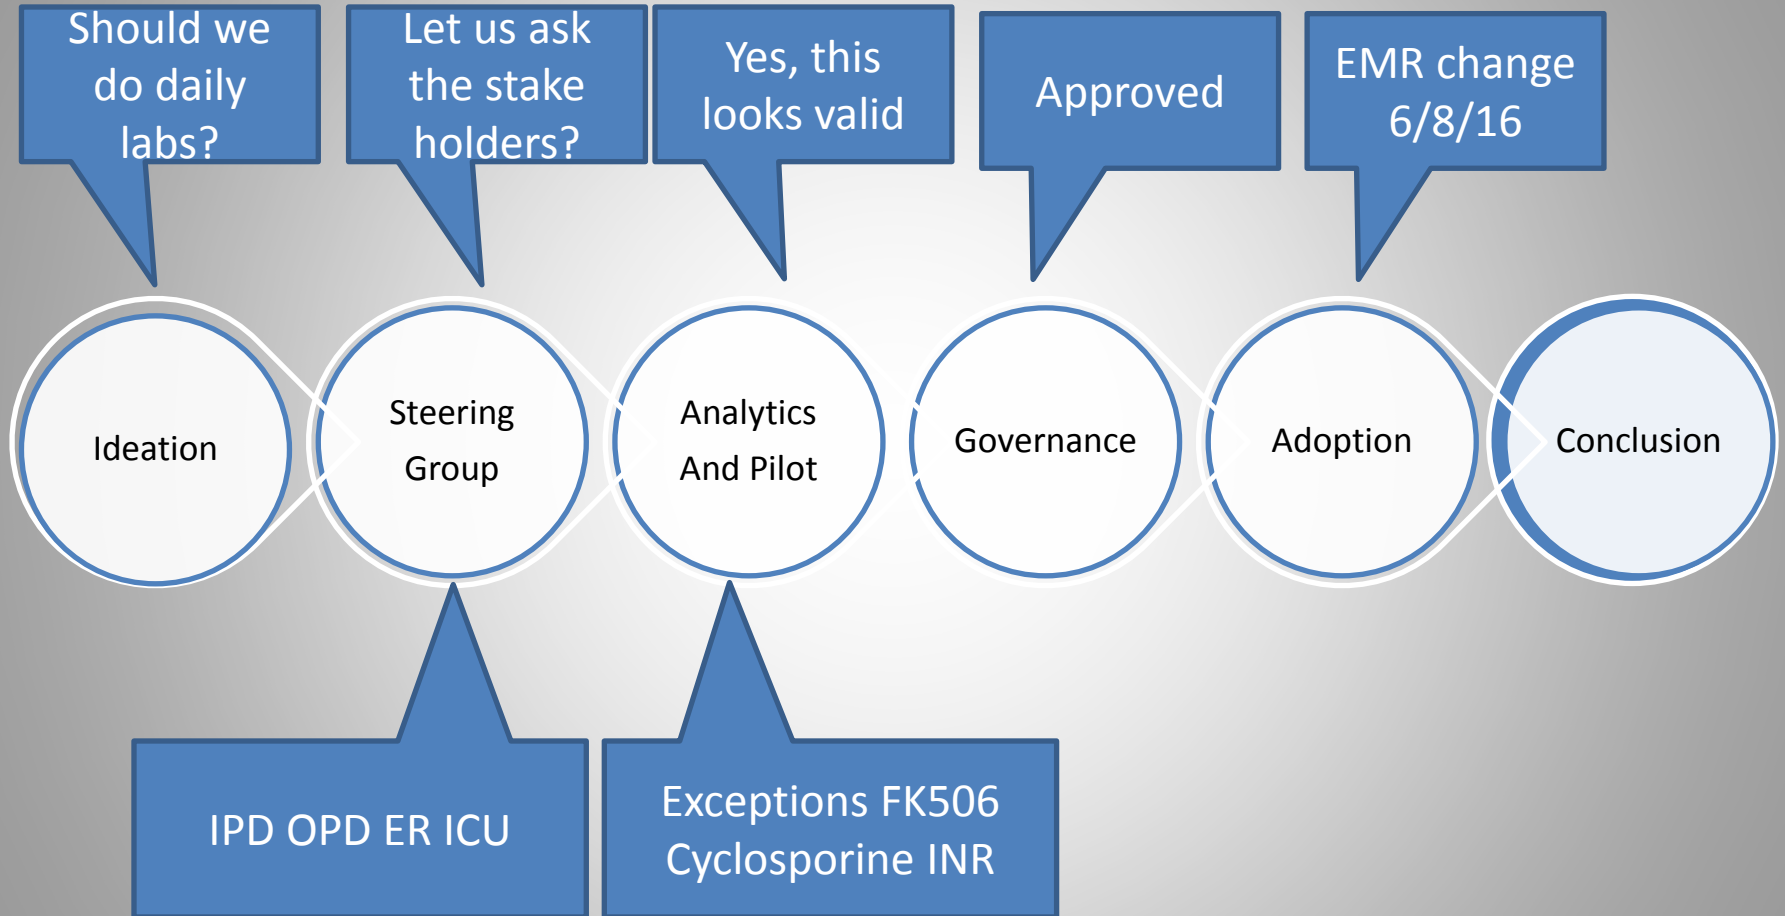 Should we
do daily
labs?
Let us ask
the stake
holders?
Yes, this
looks valid
Approved
EMR change
6/8/16
Ideation
Steering
Group
Analytics
And Pilot
Governance
Adoption
Conclusion
IPD OPD ER ICU
Exceptions FK506
Cyclosporine INR